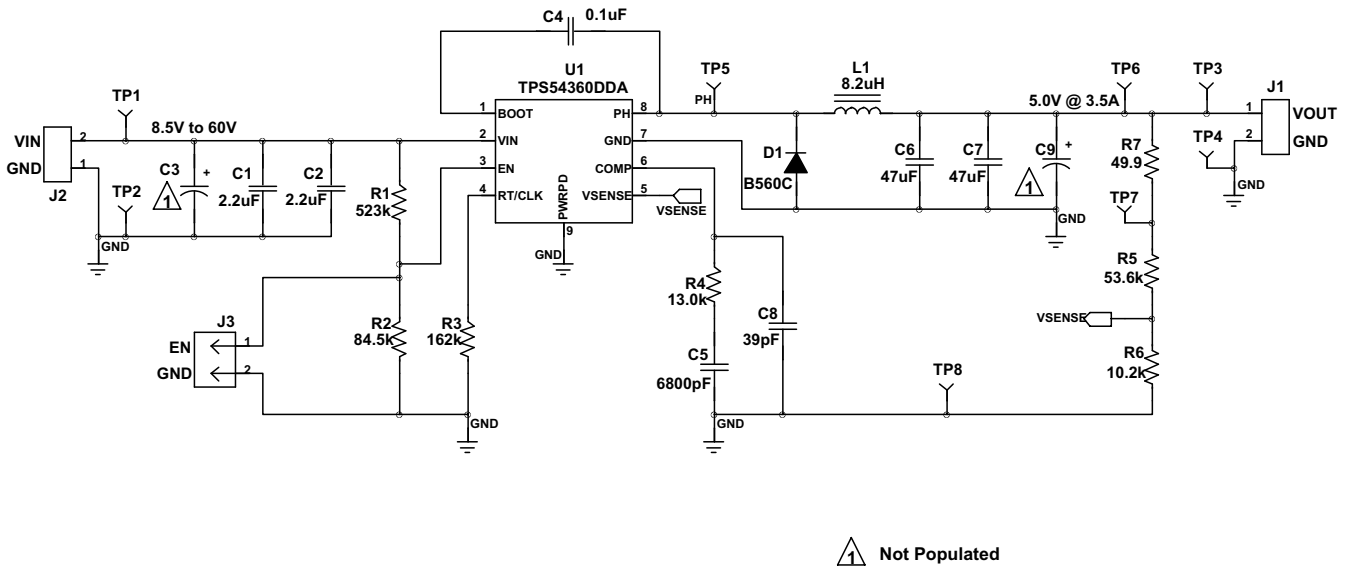 C4 0.1uF
U1
TPS54360DDA
L1
8.2uH
TP1
TP5
TP6 TP3
J1
PH
1 BOOT PH 8
5.0V @ 3.5A
1 VOUT
VIN 2
8.5V to 60V
2 VIN GND 7
2 GND
GND 1
3 EN COMP 6
4 RT/CLK VSENSE 5
PWRPD
9
GND
VSENSE
J2
TP2
GND
C3 +
1
C1
2.2uF
C2
2.2uF
R1
523k
D1
B560C
C6
47uF
C7
47uF
C9 +
1
GND
R7
49.9
TP4
GND
TP7
R5
53.6k
J3
EN 1
GND 2
R2
84.5k
R3
162k
GND
R4
13.0k
C8
39pF
C5
6800pF
GND
VSENSE
R6
10.2k
TP8
1 Not Populated